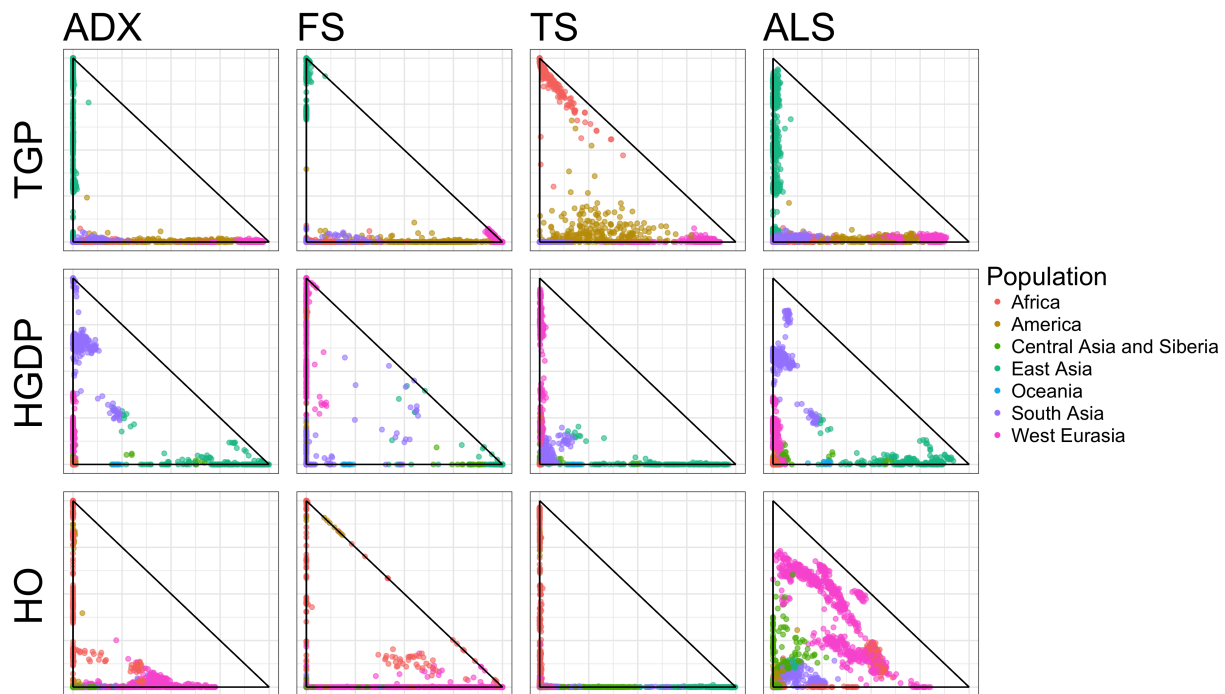 ADX FS TS ALS
TGP
HGDP
HO
Population
Africa
America
Central Asia and Siberia
East Asia
Oceania
South Asia
West Eurasia